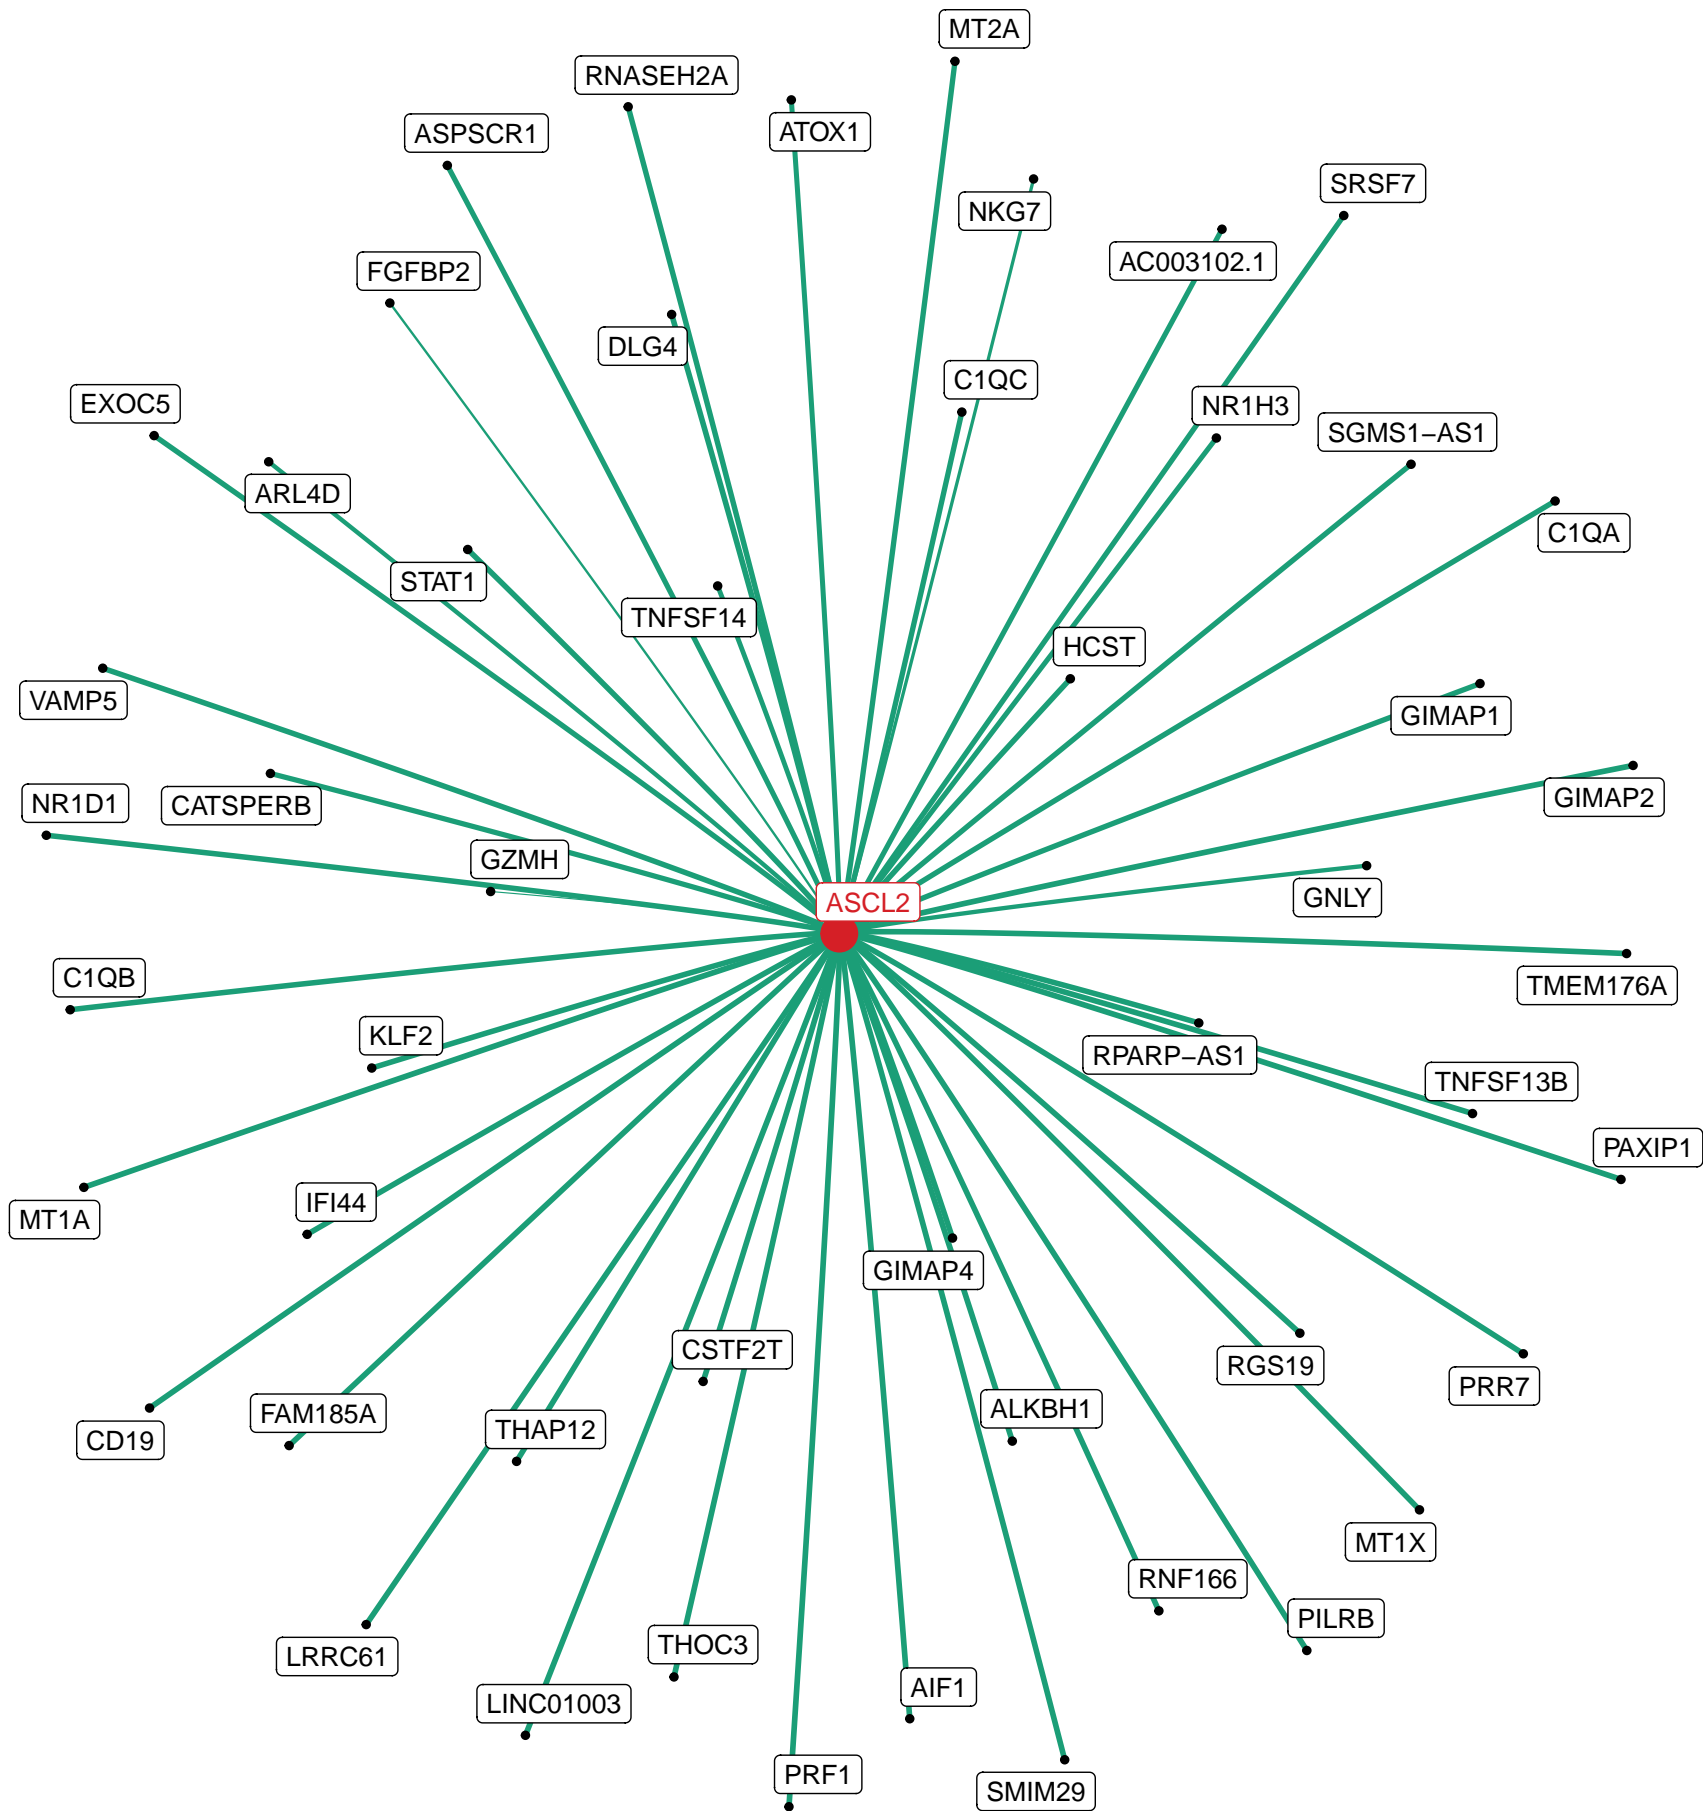 MT2A
RNASEH2A
ATOX1
ASPSCR1
SRSF7
NKG7
AC003102.1
FGFBP2
DLG4
C1QC
EXOC5
NR1H3
SGMS1−AS1
ARL4D
C1QA
STAT1
TNFSF14
HCST
VAMP5
GIMAP1
GIMAP2
NR1D1
CATSPERB
GZMH
GNLY
ASCL2
C1QB
TMEM176A
KLF2
RPARP−AS1
TNFSF13B
PAXIP1
IFI44
MT1A
GIMAP4
CSTF2T
RGS19
PRR7
ALKBH1
FAM185A
THAP12
CD19
MT1X
RNF166
PILRB
THOC3
LRRC61
AIF1
LINC01003
PRF1
SMIM29